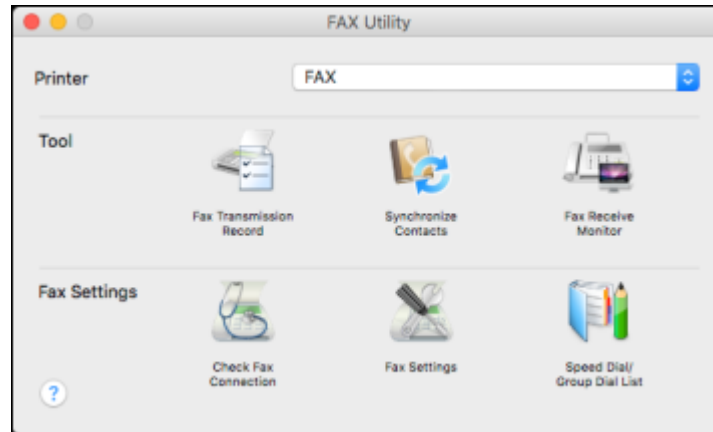 FAX Utility
Printer
FAX
Tool
Fax Transmission
Record
Synchronize
Contacts
Fax Receive
Monitor
Fax Settings
Check Fax
Connection
Fax Settings
Speed Dial/
Group Dial List
?